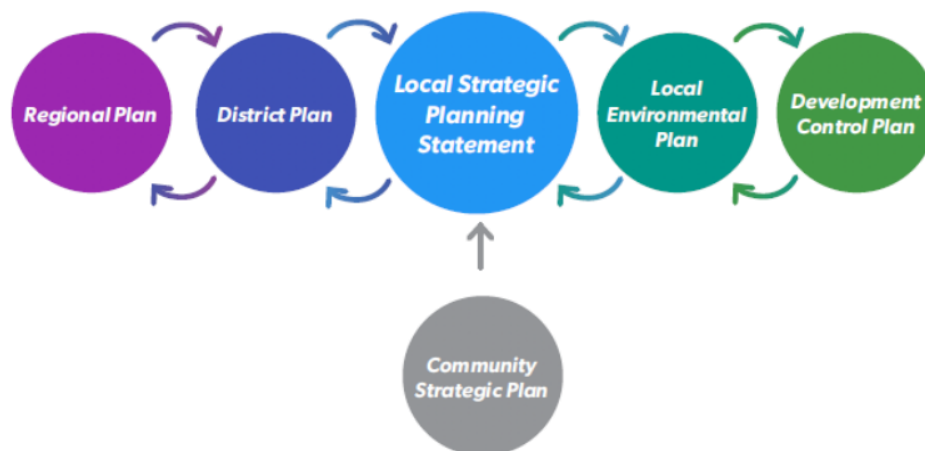 Regional Plan
District Plan
Local Strategic
Planning
Statement
Local
Environmental
Plan
Development
Control Plan
Community
Strategic Plan